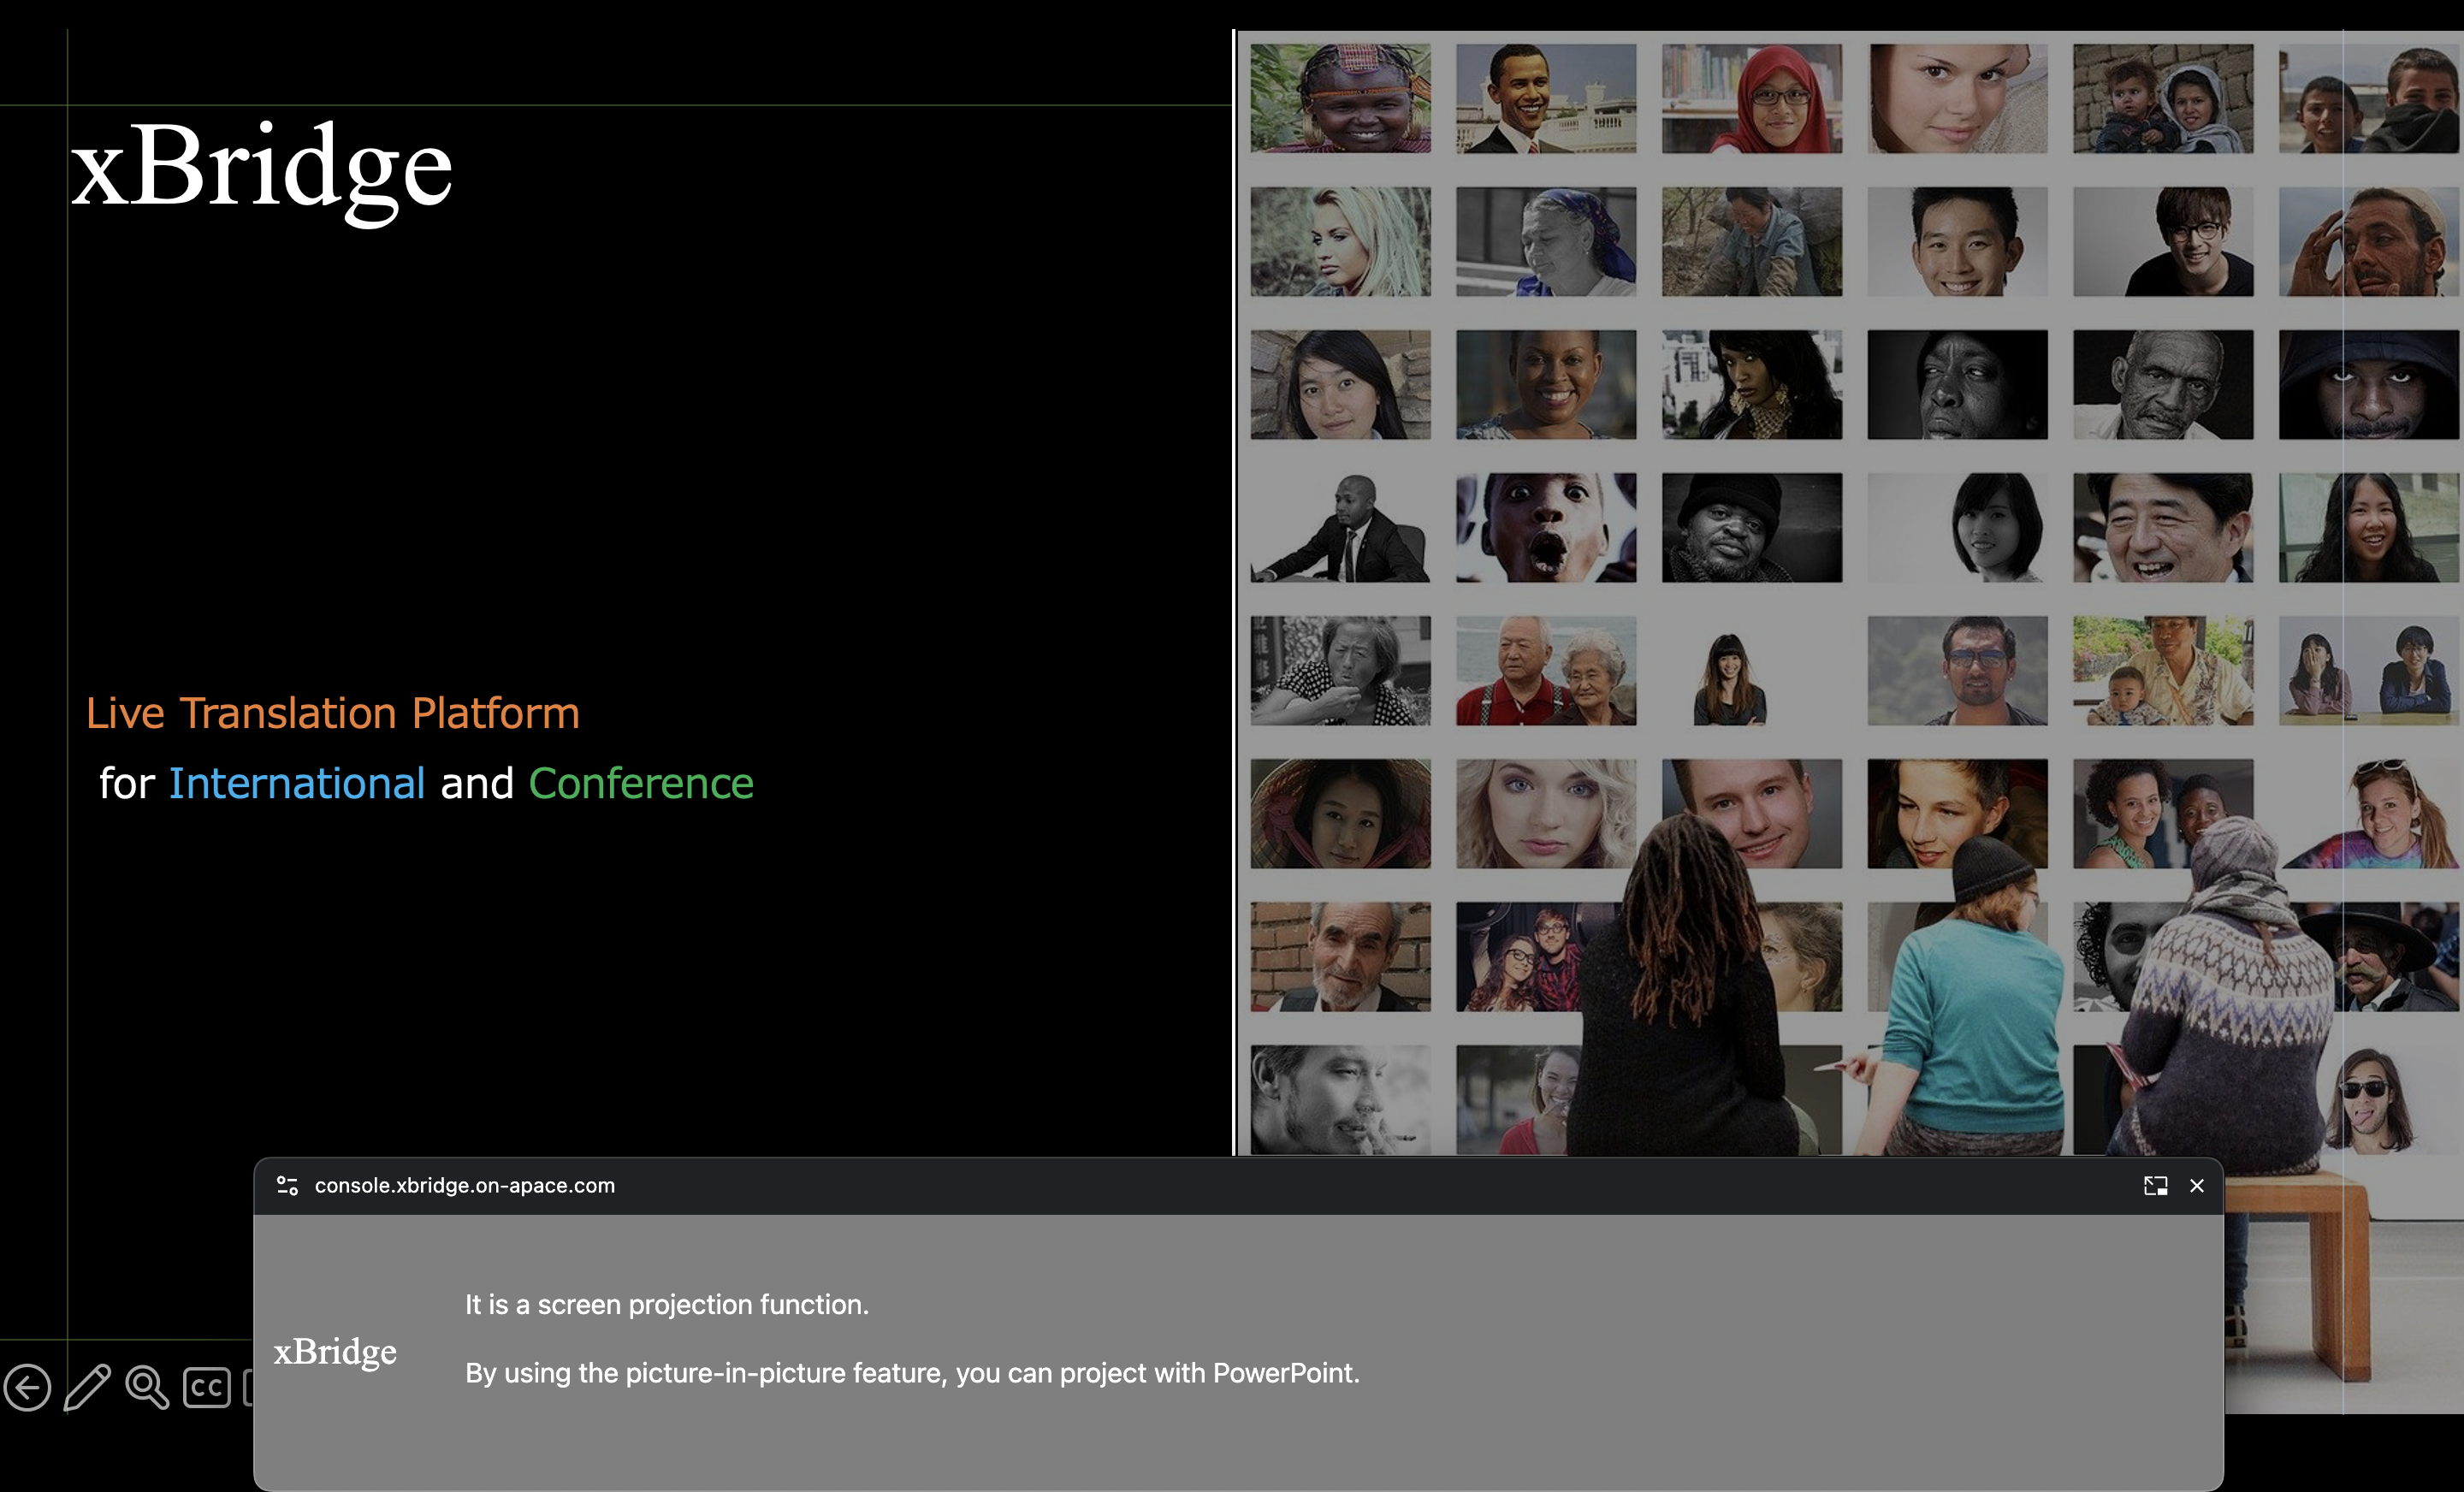 xBridge
Live Translation Platform
for International and Conference
console.xbridge.on-apace.com
It is a screen projection function.
xBridge
By using the picture-in-picture feature, you can project with PowerPoint.
CC